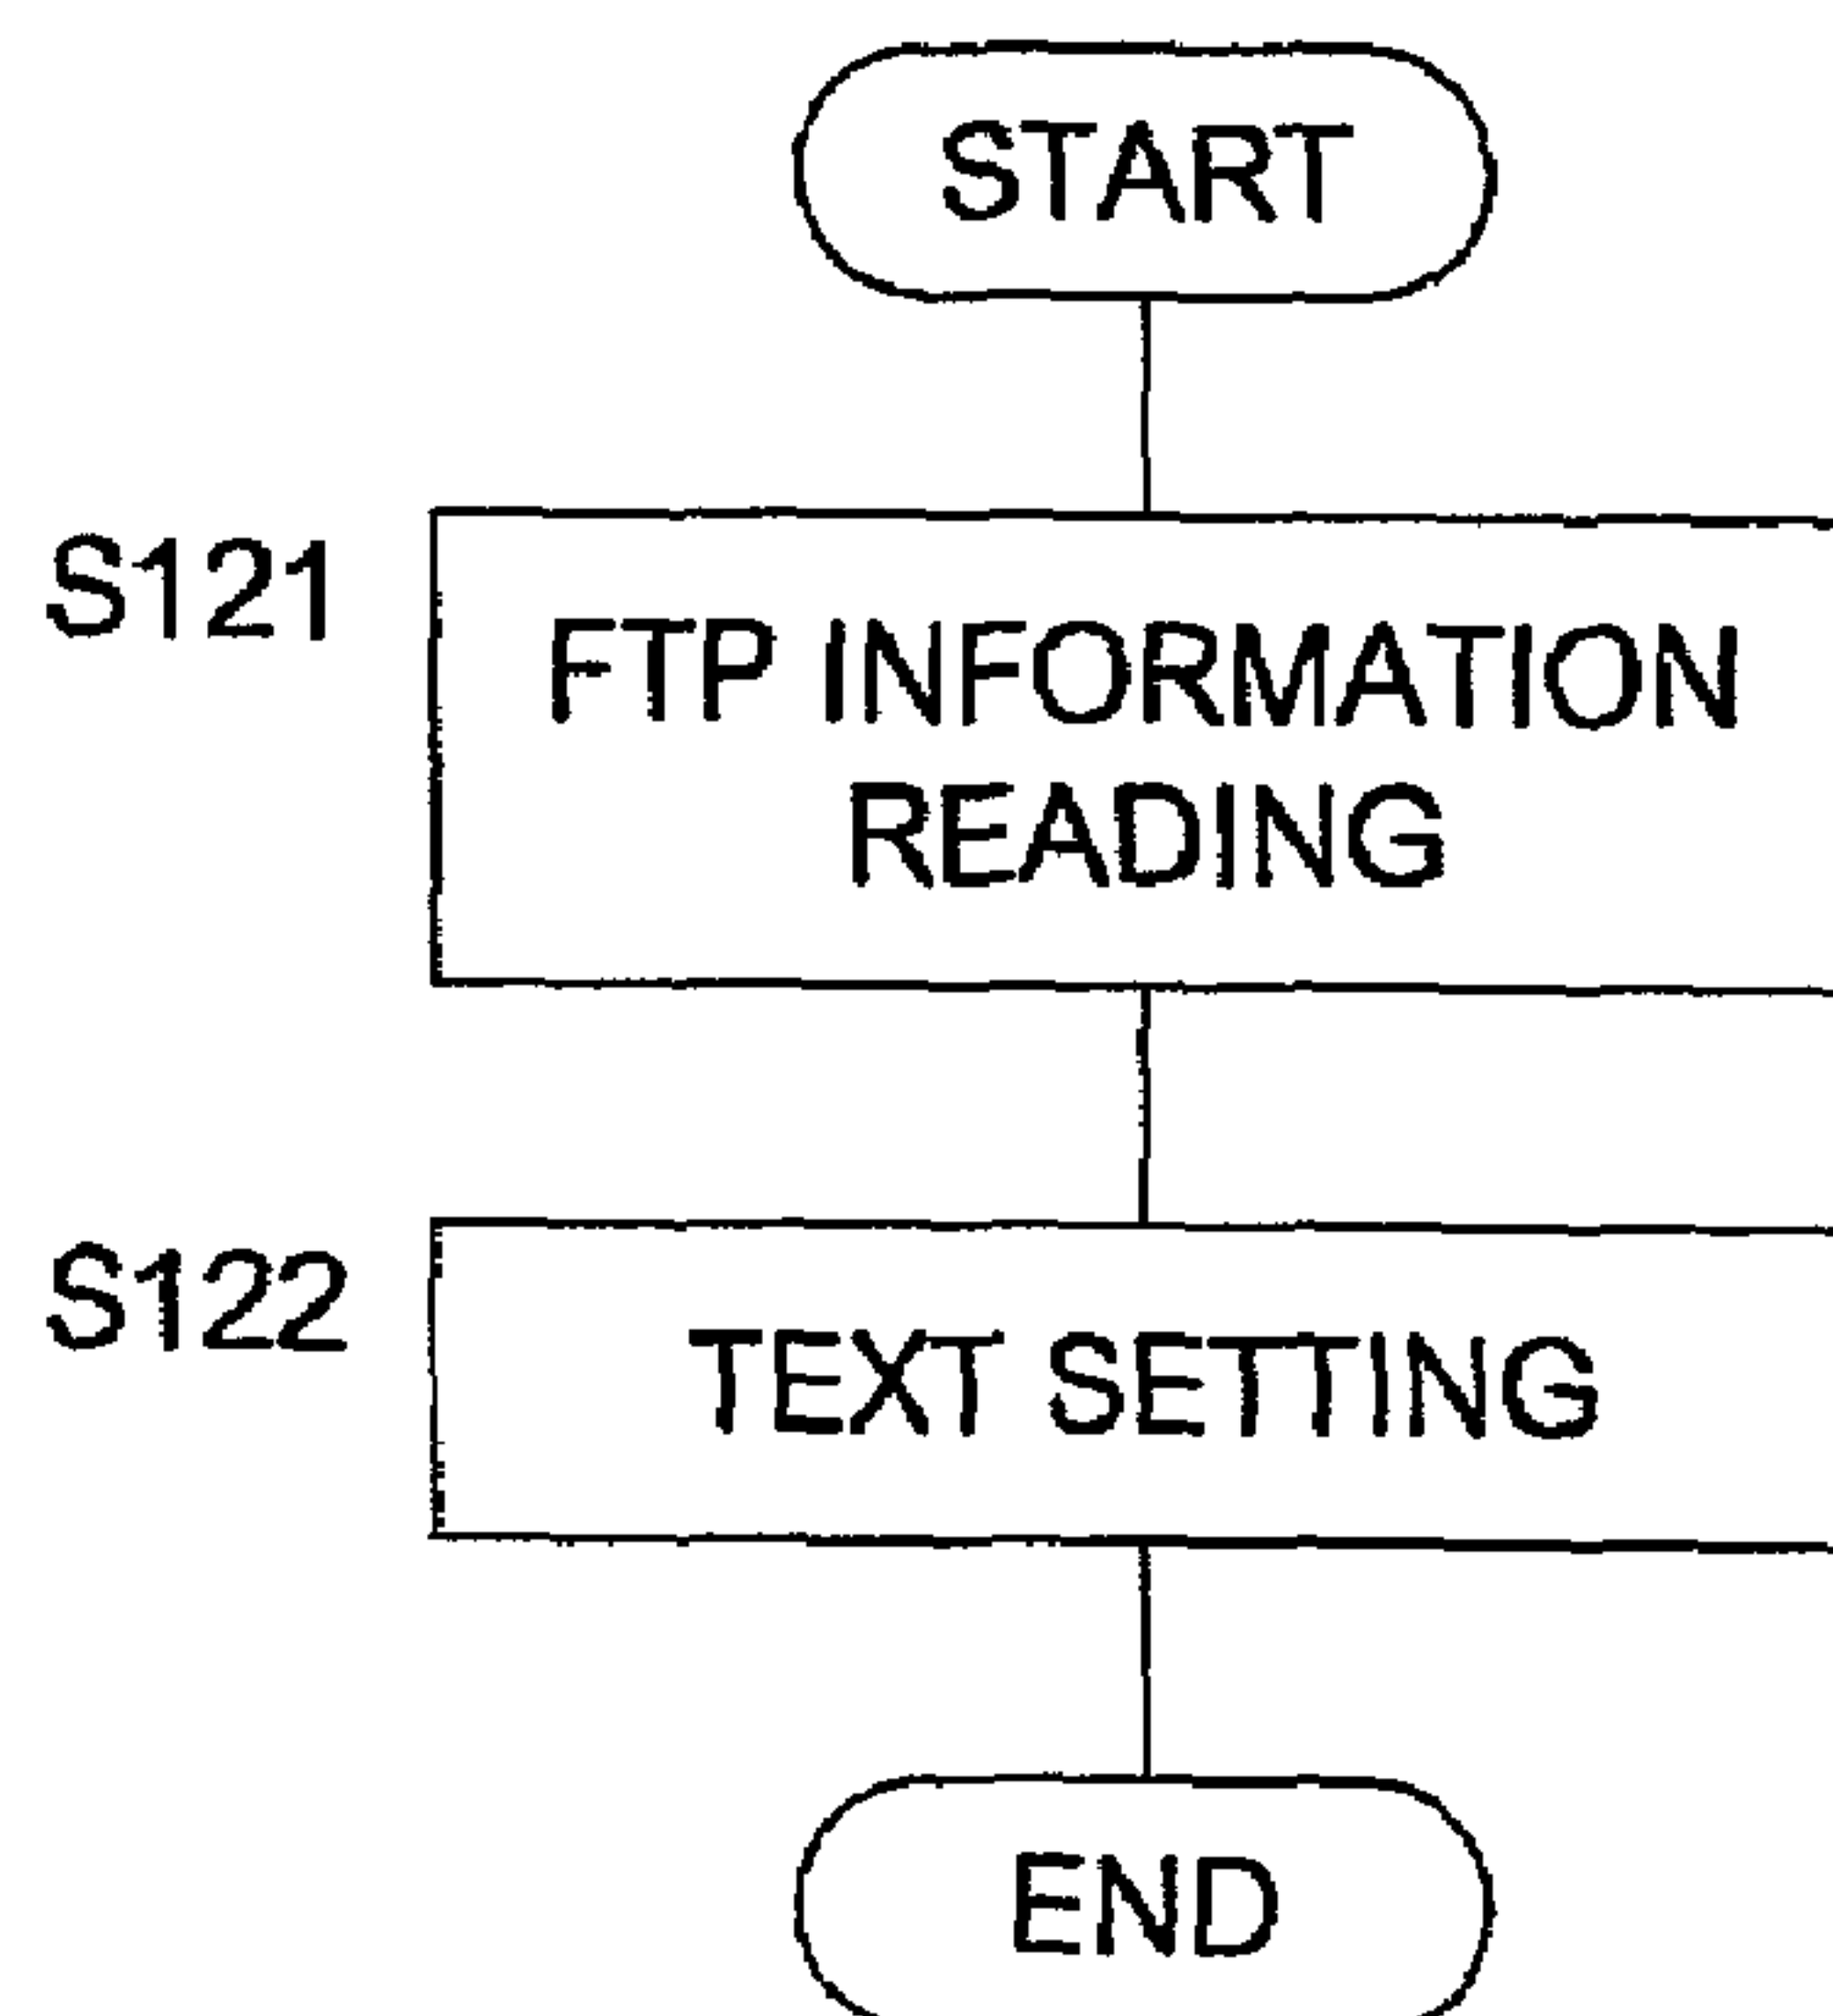 START
S121
FTP INFORMATION
READING
S122
TEXT SETTING
END